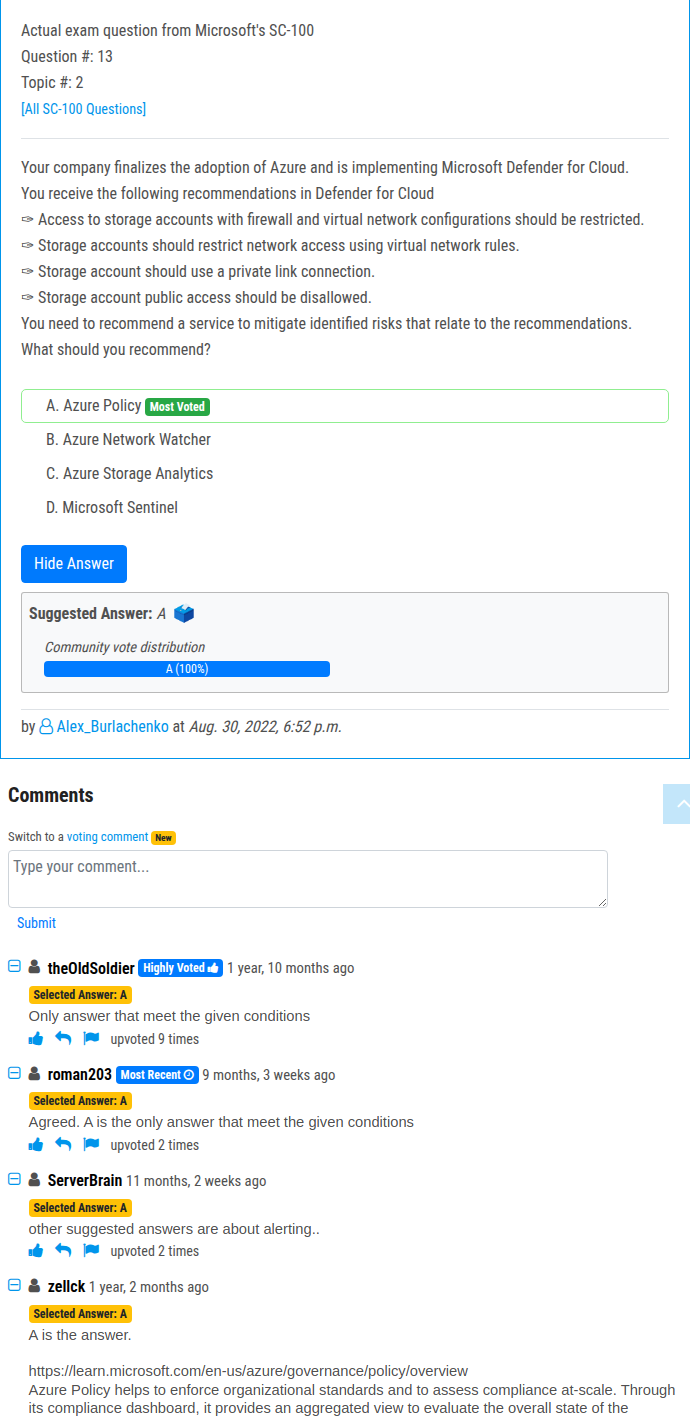 Actual exam question from Microsoft's SC-100
Question #: 13
Topic #: 2
[All SC-100 Questions]
Your company finalizes the adoption of Azure and is implementing Microsoft Defender for Cloud.
You receive the following recommendations in Defender for Cloud
✑ Access to storage accounts with firewall and virtual network configurations should be restricted.
✑ Storage accounts should restrict network access using virtual network rules.
✑ Storage account should use a private link connection.
✑ Storage account public access should be disallowed.
You need to recommend a service to mitigate identified risks that relate to the recommendations.
What should you recommend?
A. Azure Policy Most Voted
B. Azure Network Watcher
C. Azure Storage Analytics
D. Microsoft Sentinel
Hide Answer
Suggested Answer: A
Community vote distribution
A (100%)
by Alex_Burlachenko at Aug. 30, 2022, 6:52 p.m.
Comments
Switch to a voting comment New
Type your comment...
Submit
theOldSoldier Highly Voted 1 year, 10 months ago
Selected Answer: A
Only answer that meet the given conditions
upvoted 9 times
roman203 Most Recent 9 months, 3 weeks ago
Selected Answer: A
Agreed. A is the only answer that meet the given conditions
upvoted 2 times
ServerBrain 11 months, 2 weeks ago
Selected Answer: A
other suggested answers are about alerting..
upvoted 2 times
zellck 1 year, 2 months ago
Selected Answer: A
A is the answer.
https://learn.microsoft.com/en-us/azure/governance/policy/overview
Azure Policy helps to enforce organizational standards and to assess compliance at-scale. Through
its compliance dashboard, it provides an aggregated view to evaluate the overall state of the